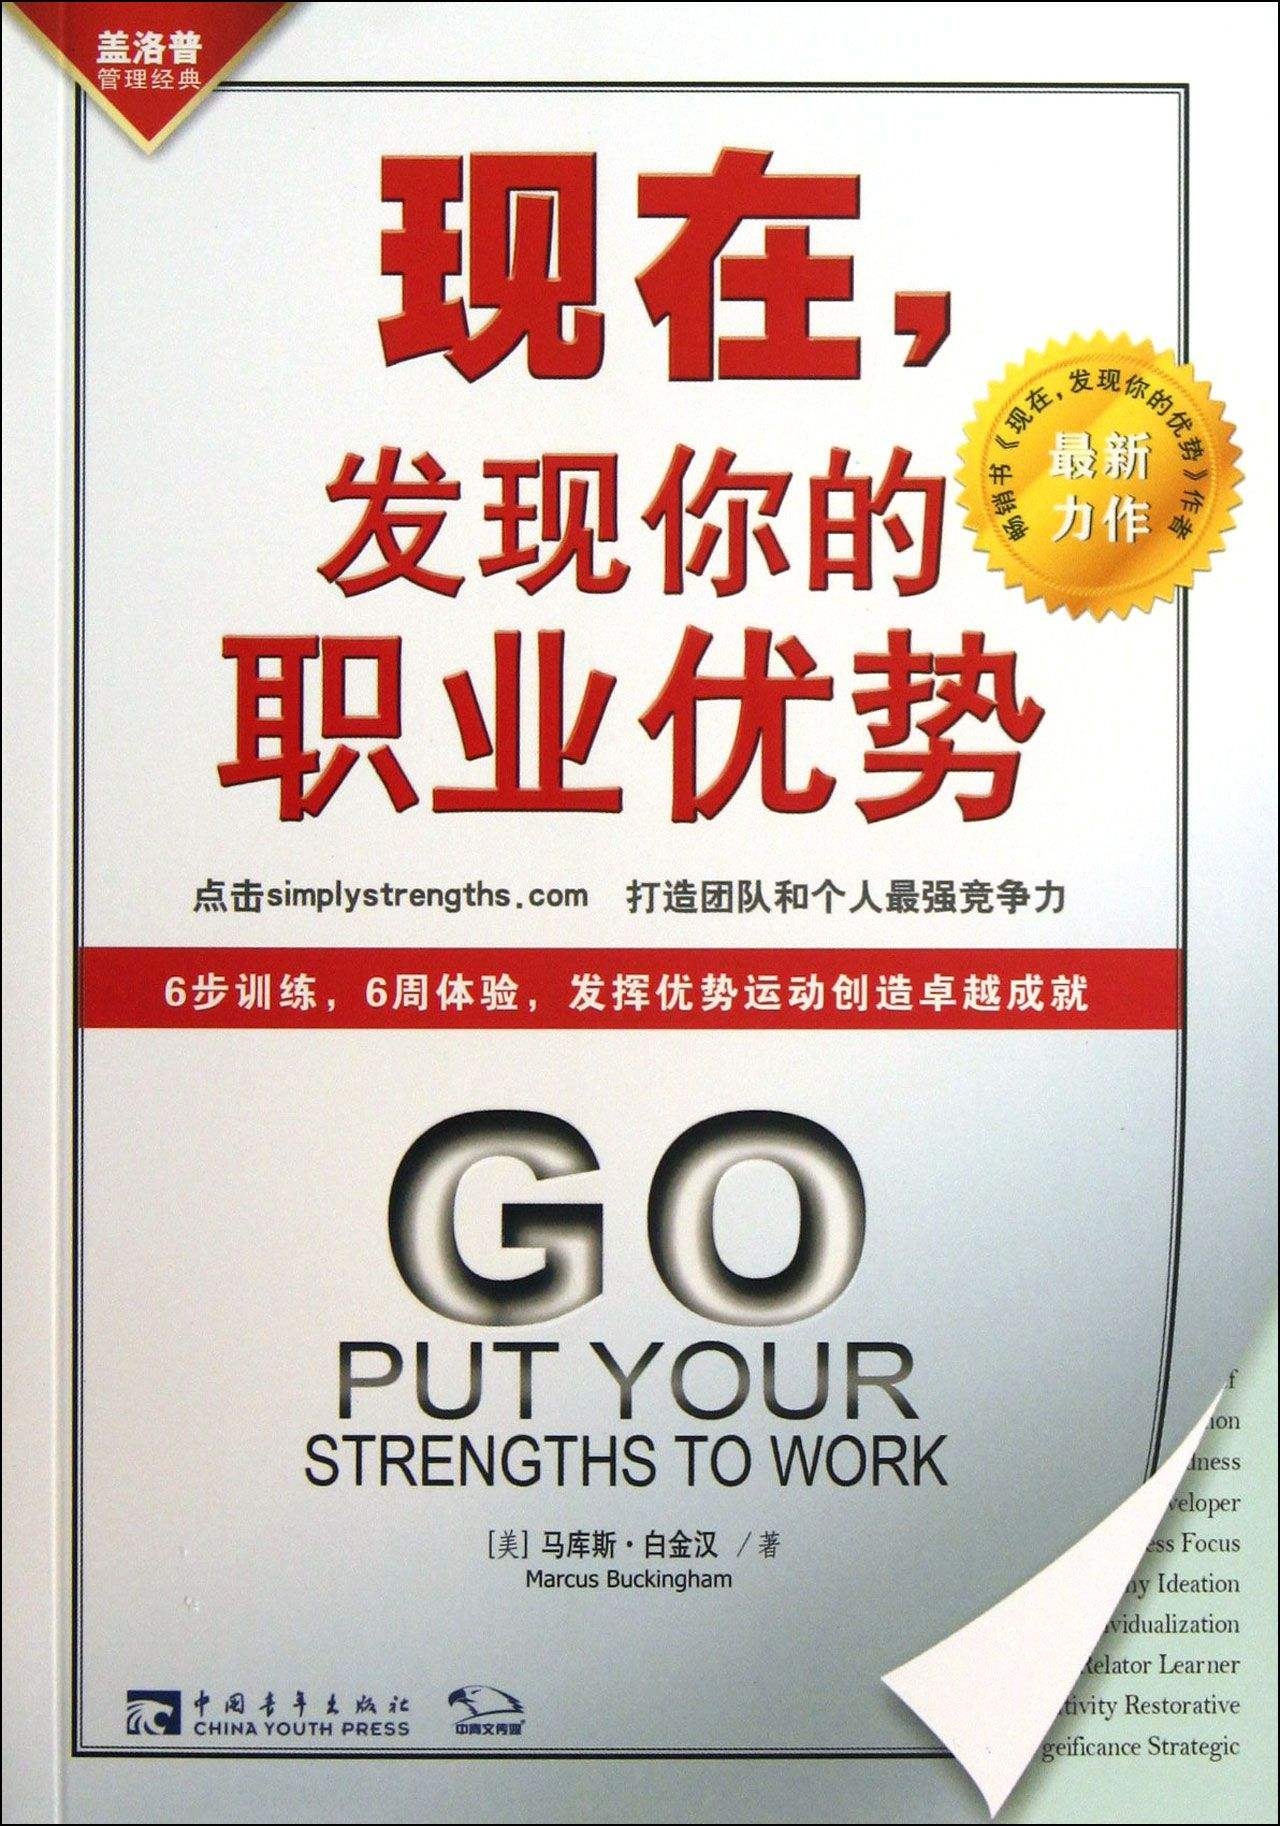 盖洛普
管理经典
现在,
发现你的
职业优势
畅销书《现在,发现你的优势》作者
最新
力作
点击simplystrengths.com 打造团队和个人最强竞争力
6步训练,6周体验,发挥优势运动创造卓越成就
GO
PUT YOUR
STRENGTHS TO WORK
[美] 马库斯·白金汉 / 著
Marcus Buckingham
Focus
Ideation
Relator Learner
Restorative
Strategic
中国青年出版社
CHINA YOUTH PRESS
中青文传媒